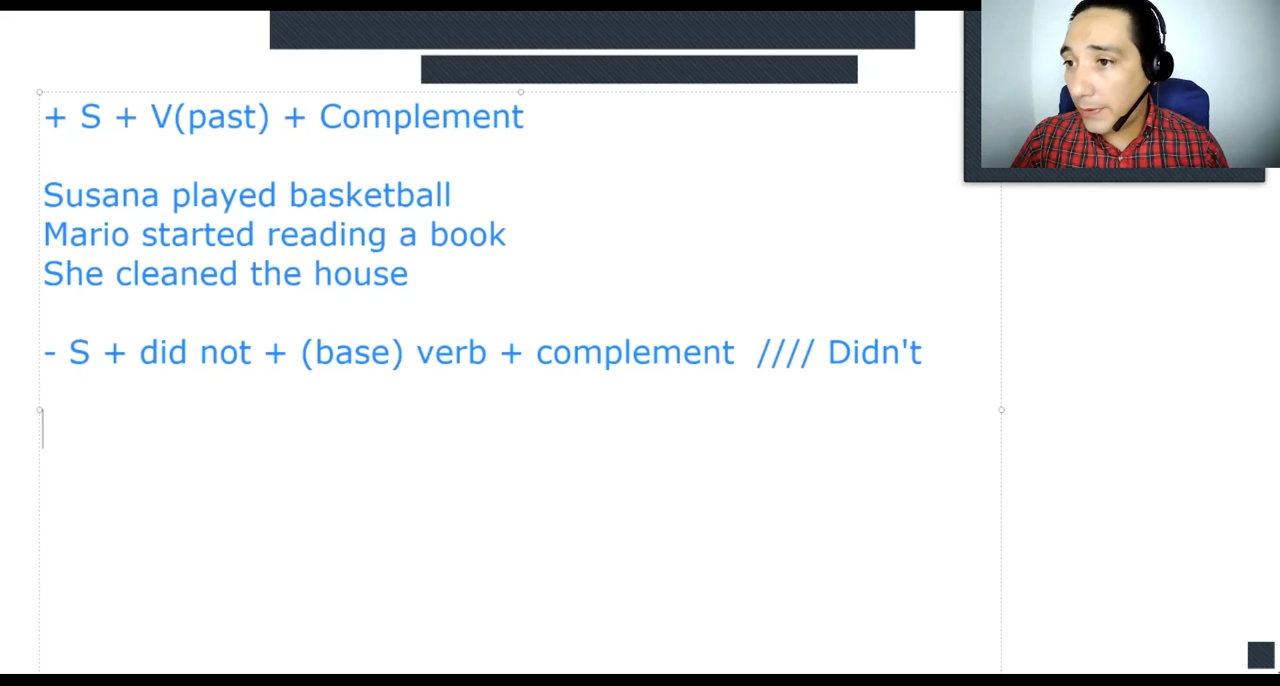 + S + V(past) + Complement
Susana played basketball
Mario started reading a book
She cleaned the house
- S + did not + (base) verb + complement //// Didn't